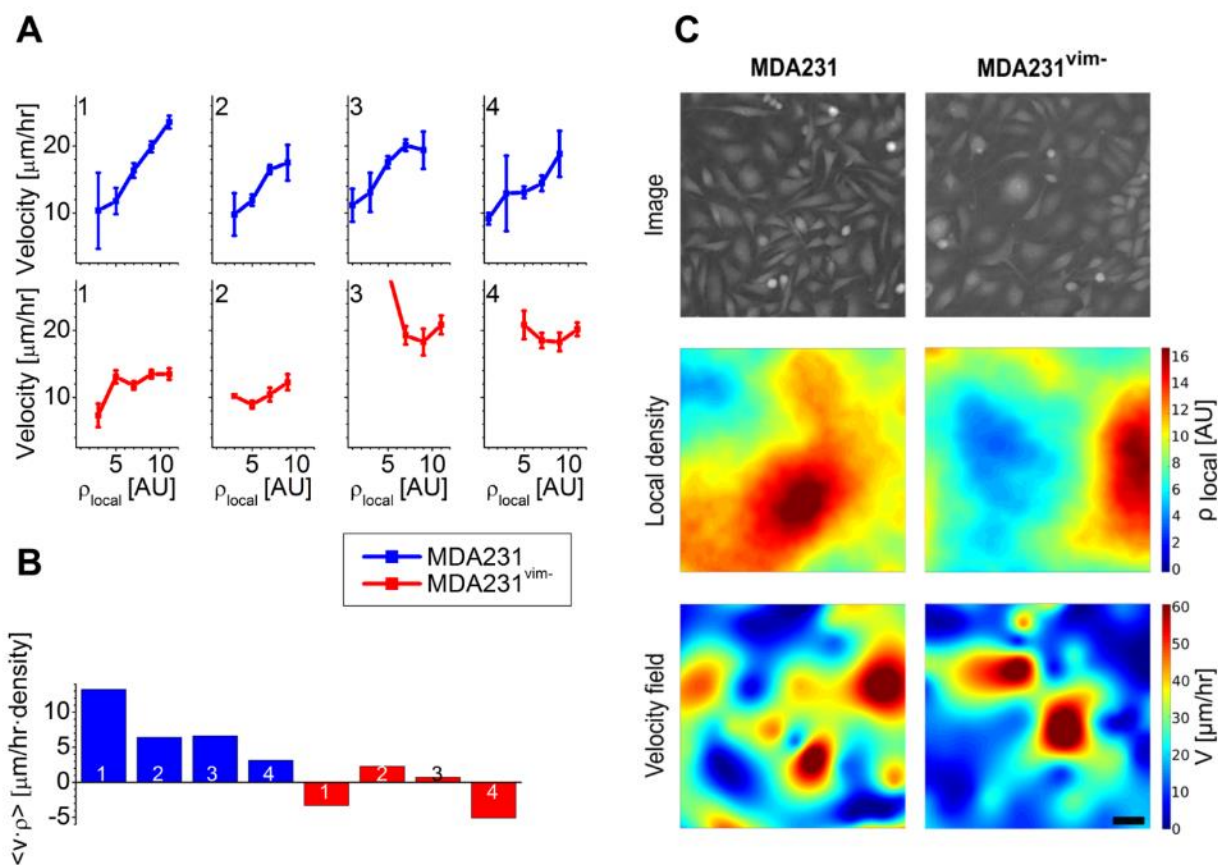 A
1
2
3
4
Velocity [μm/hr]
20
10
1
2
3
4
Velocity [μm/hr]
20
10
5 10
5 10
5 10
5 10
ρlocal [AU]
ρlocal [AU]
ρlocal [AU]
ρlocal [AU]
MDA231
MDA231vim-
B
<v·ρ> [μm/hr·density]
10
5
0
-5
1
2
3
4
1
2
3
4
C
MDA231
MDA231vim-
Image
Local density
16
14
12
10
8
6
4
2
0
ρ local [AU]
Velocity field
60
50
40
30
20
10
0
V [μm/hr]